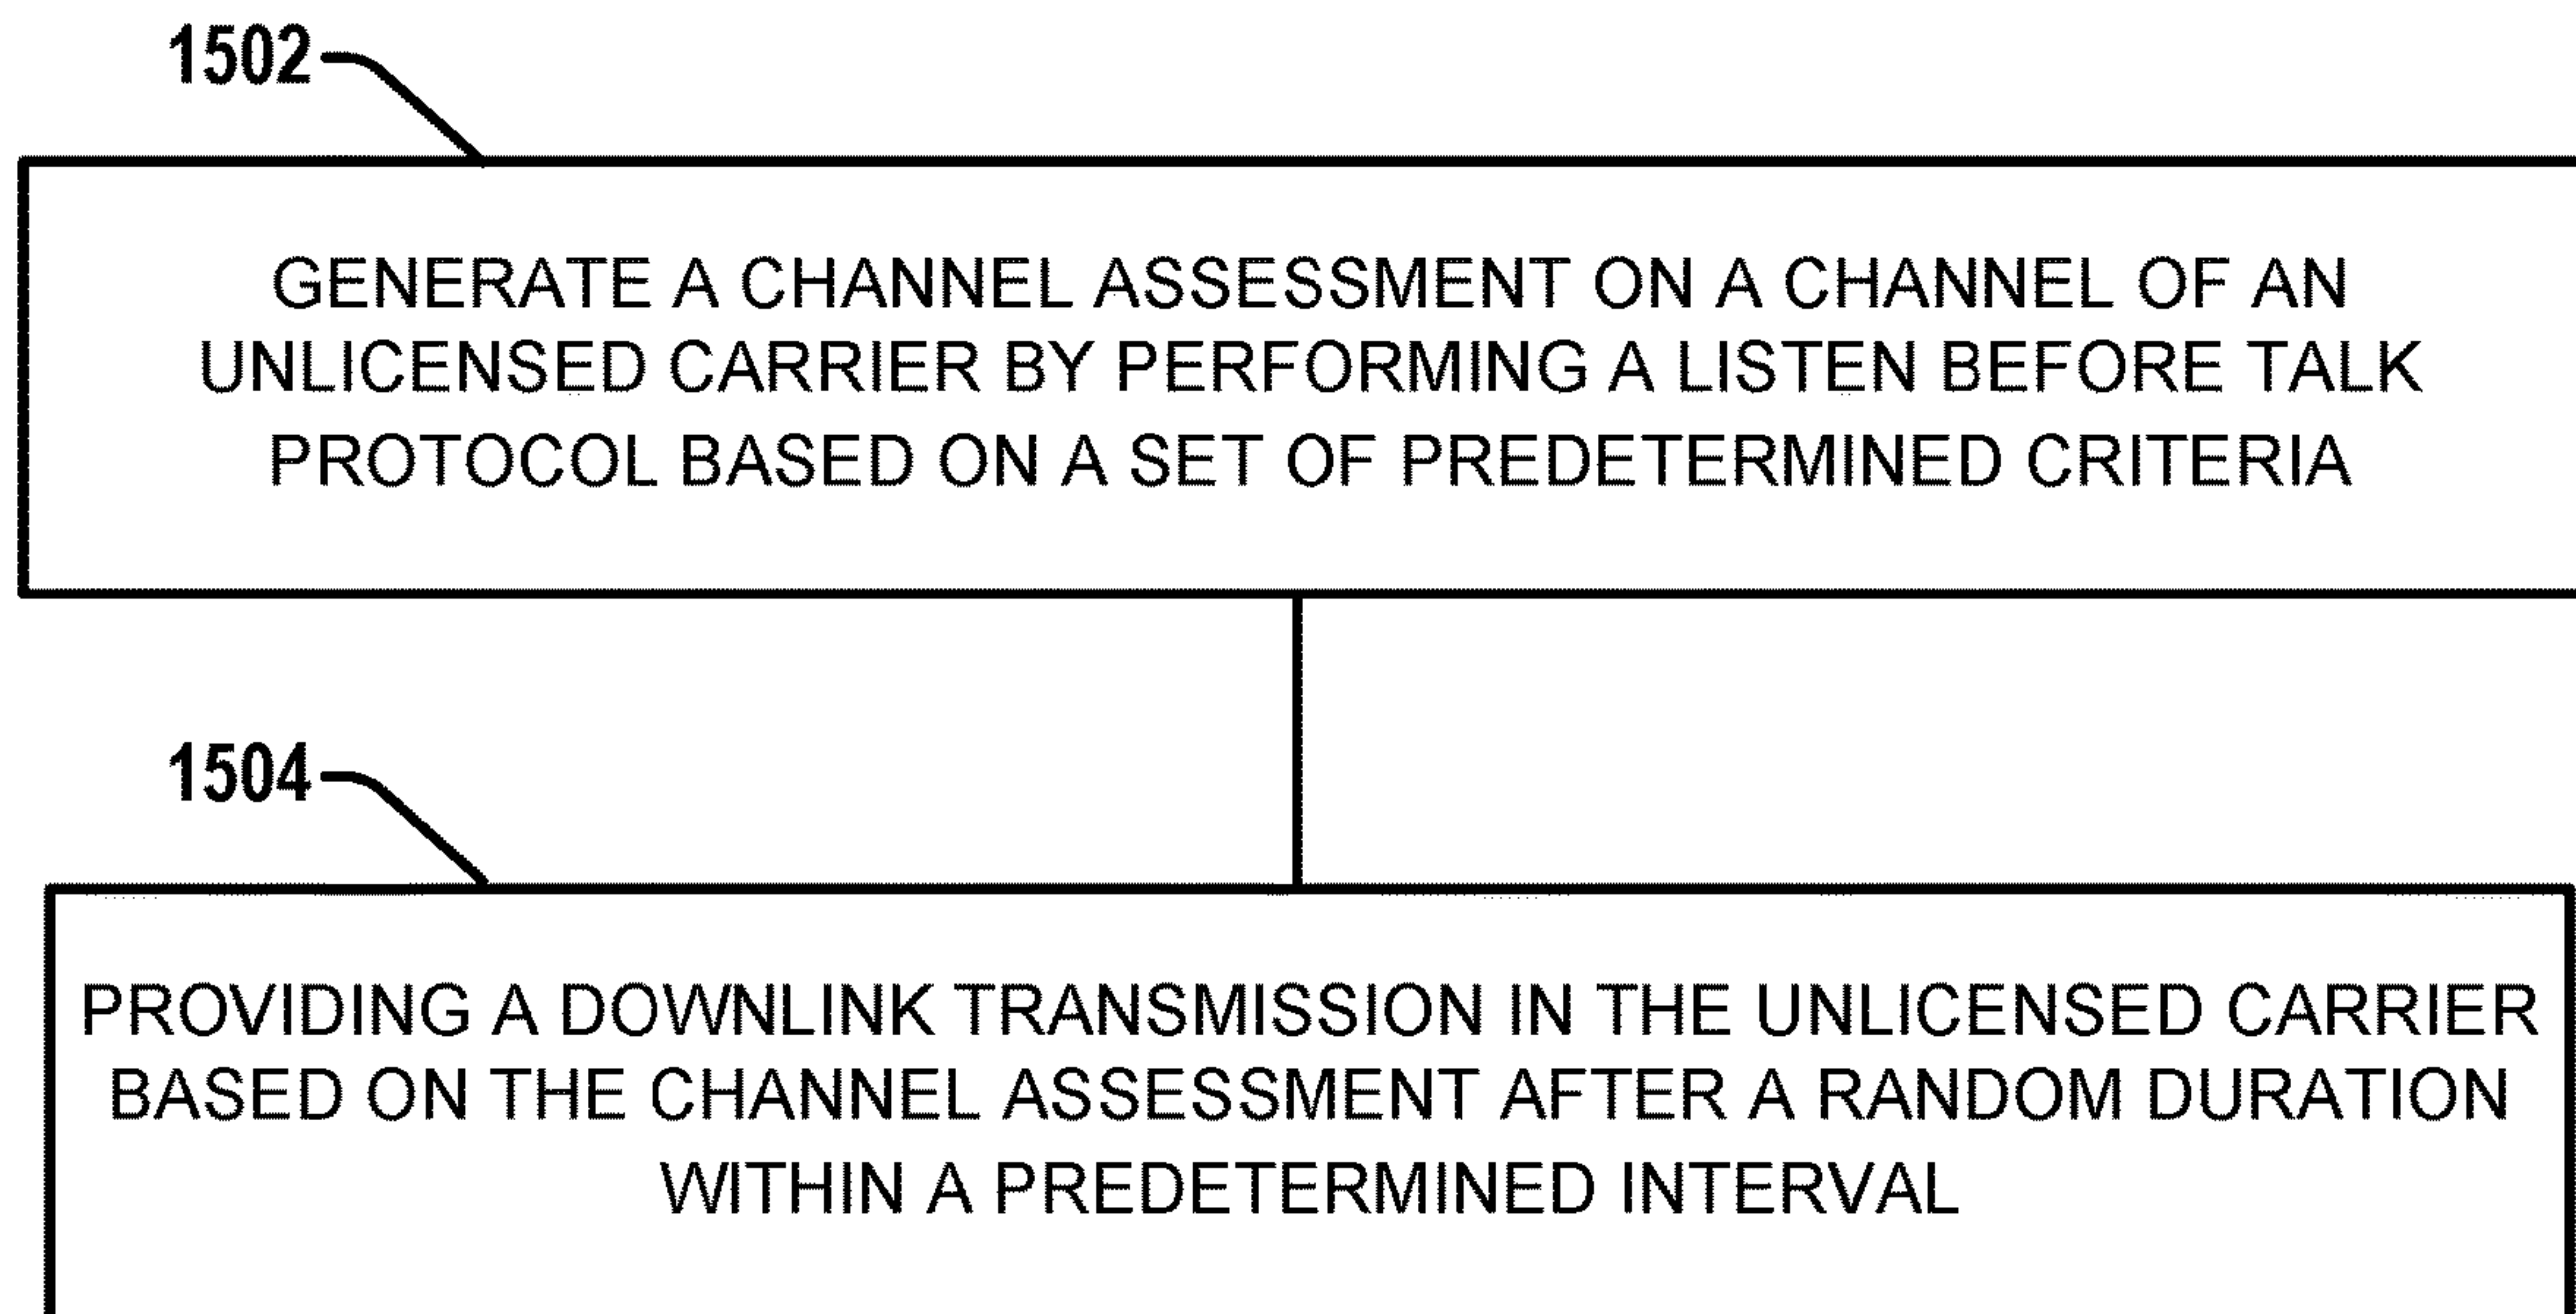 1502
GENERATE A CHANNEL ASSESSMENT ON A CHANNEL OF AN
UNLICENSED CARRIER BY PERFORMING A LISTEN BEFORE TALK
PROTOCOL BASED ON A SET OF PREDETERMINED CRITERIA
1504
PROVIDING A DOWNLINK TRANSMISSION IN THE UNLICENSED CARRIER
BASED ON THE CHANNEL ASSESSMENT AFTER A RANDOM DURATION
WITHIN A PREDETERMINED INTERVAL